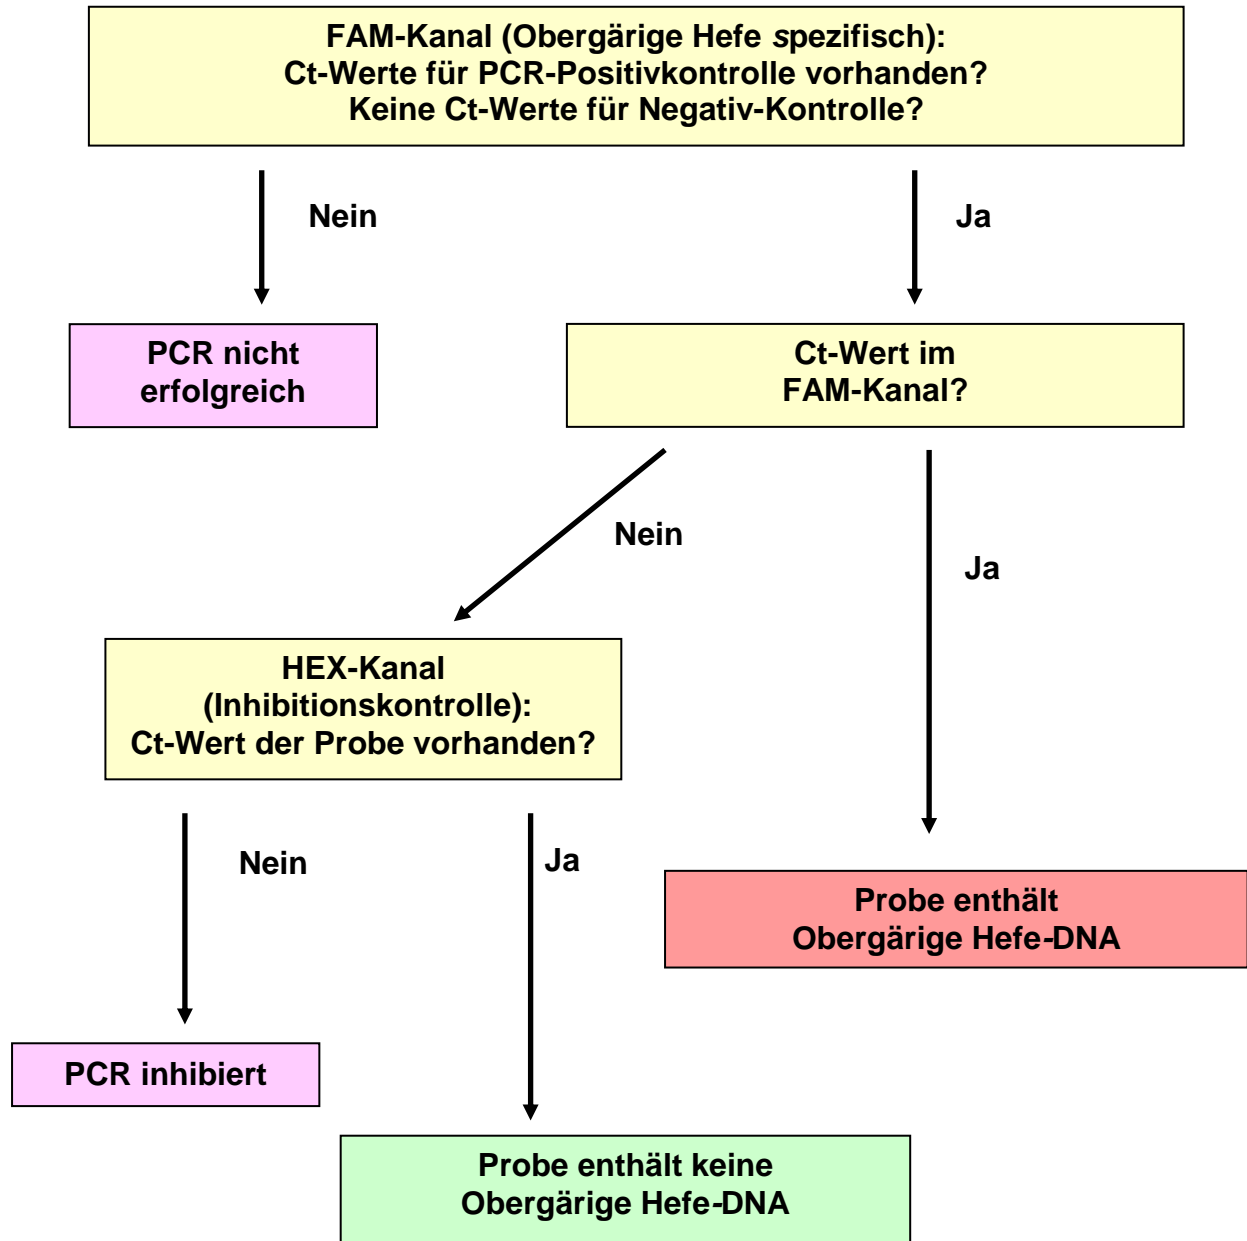 FAM-Kanal (Obergärige Hefe spezifisch):
Ct-Werte für PCR-Positivkontrolle vorhanden?
Keine Ct-Werte für Negativ-Kontrolle?
Nein
Ja
PCR nicht
erfolgreich
Ct-Wert im
FAM-Kanal?
Nein
Ja
HEX-Kanal
(Inhibitionskontrolle):
Ct-Wert der Probe vorhanden?
Nein
Ja
Probe enthält
Obergärige Hefe-DNA
PCR inhibiert
Probe enthält keine
Obergärige Hefe-DNA